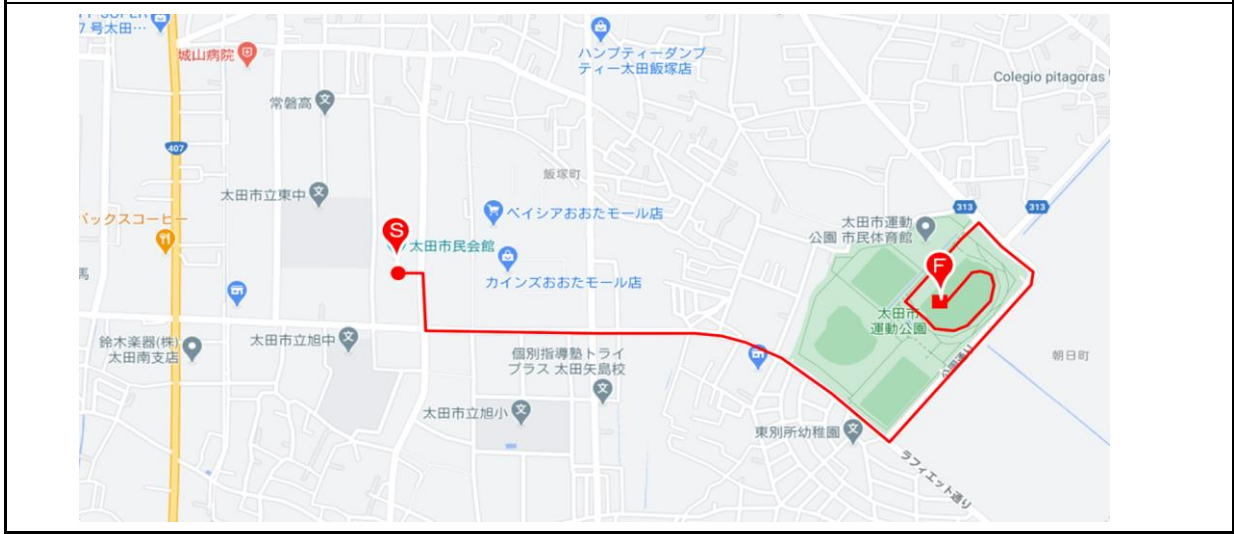 7 号太田…
城山病院
ハンプティーダンプ
ティー太田飯塚店
Colegio pitagoras
常磐高
407
飯塚町
太田市立東中
ベイシアおおたモール店
313
313
バックスコーヒー
S
太田市民会館
太田市運動
公園 市民体育館
カインズおおたモール店
F
馬
太田市
運動公園
鈴木楽器(株)
太田南支店
太田市立旭中
個別指導塾トライ
プラス 太田矢島校
公園通り
朝日町
太田市立旭小
東別所幼稚園
ラフィエット通り